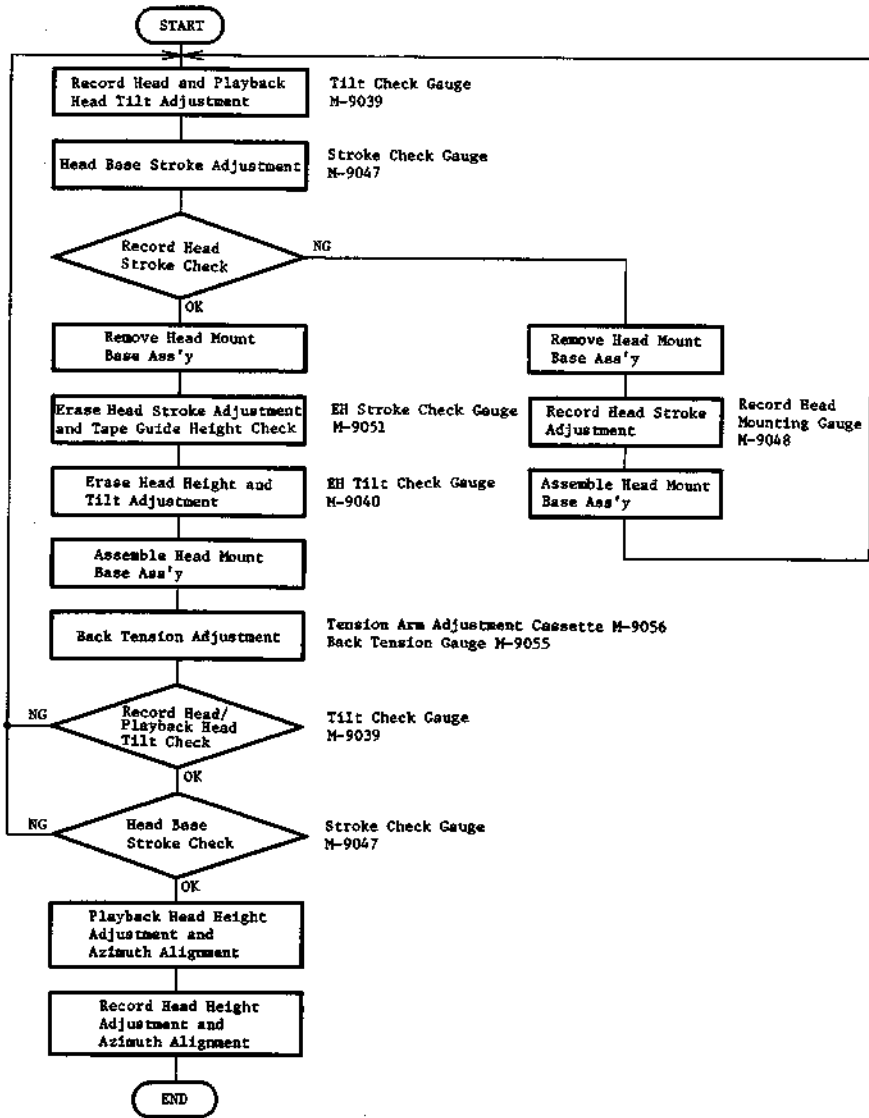 START
Record Head and Playback
Head Tilt Adjustment
Tilt Check Gauge
M-9039
Head Base Stroke Adjustment
Stroke Check Gauge
M-9047
Record Head
Stroke Check
NG
OK
Remove Head Mount
Base Ass'y
Remove Head Mount
Base Ass'y
Erase Head Stroke Adjustment
and Tape Guide Height Check
EH Stroke Check Gauge
M-9051
Record Head Stroke
Adjustment
Record Head
Mounting Gauge
M-9048
Erase Head Height and
Tilt Adjustment
EH Tilt Check Gauge
M-9040
Assemble Head Mount
Base Ass'y
Assemble Head Mount
Base Ass'y
Back Tension Adjustment
Tension Arm Adjustment Cassette M-9056
Back Tension Gauge M-9055
NG
Record Head/
Playback Head
Tilt Check
Tilt Check Gauge
M-9039
OK
NG
Head Base
Stroke Check
Stroke Check Gauge
M-9047
OK
Playback Head Height
Adjustment and
Azimuth Alignment
Record Head Height
Adjustment and
Azimuth Alignment
END